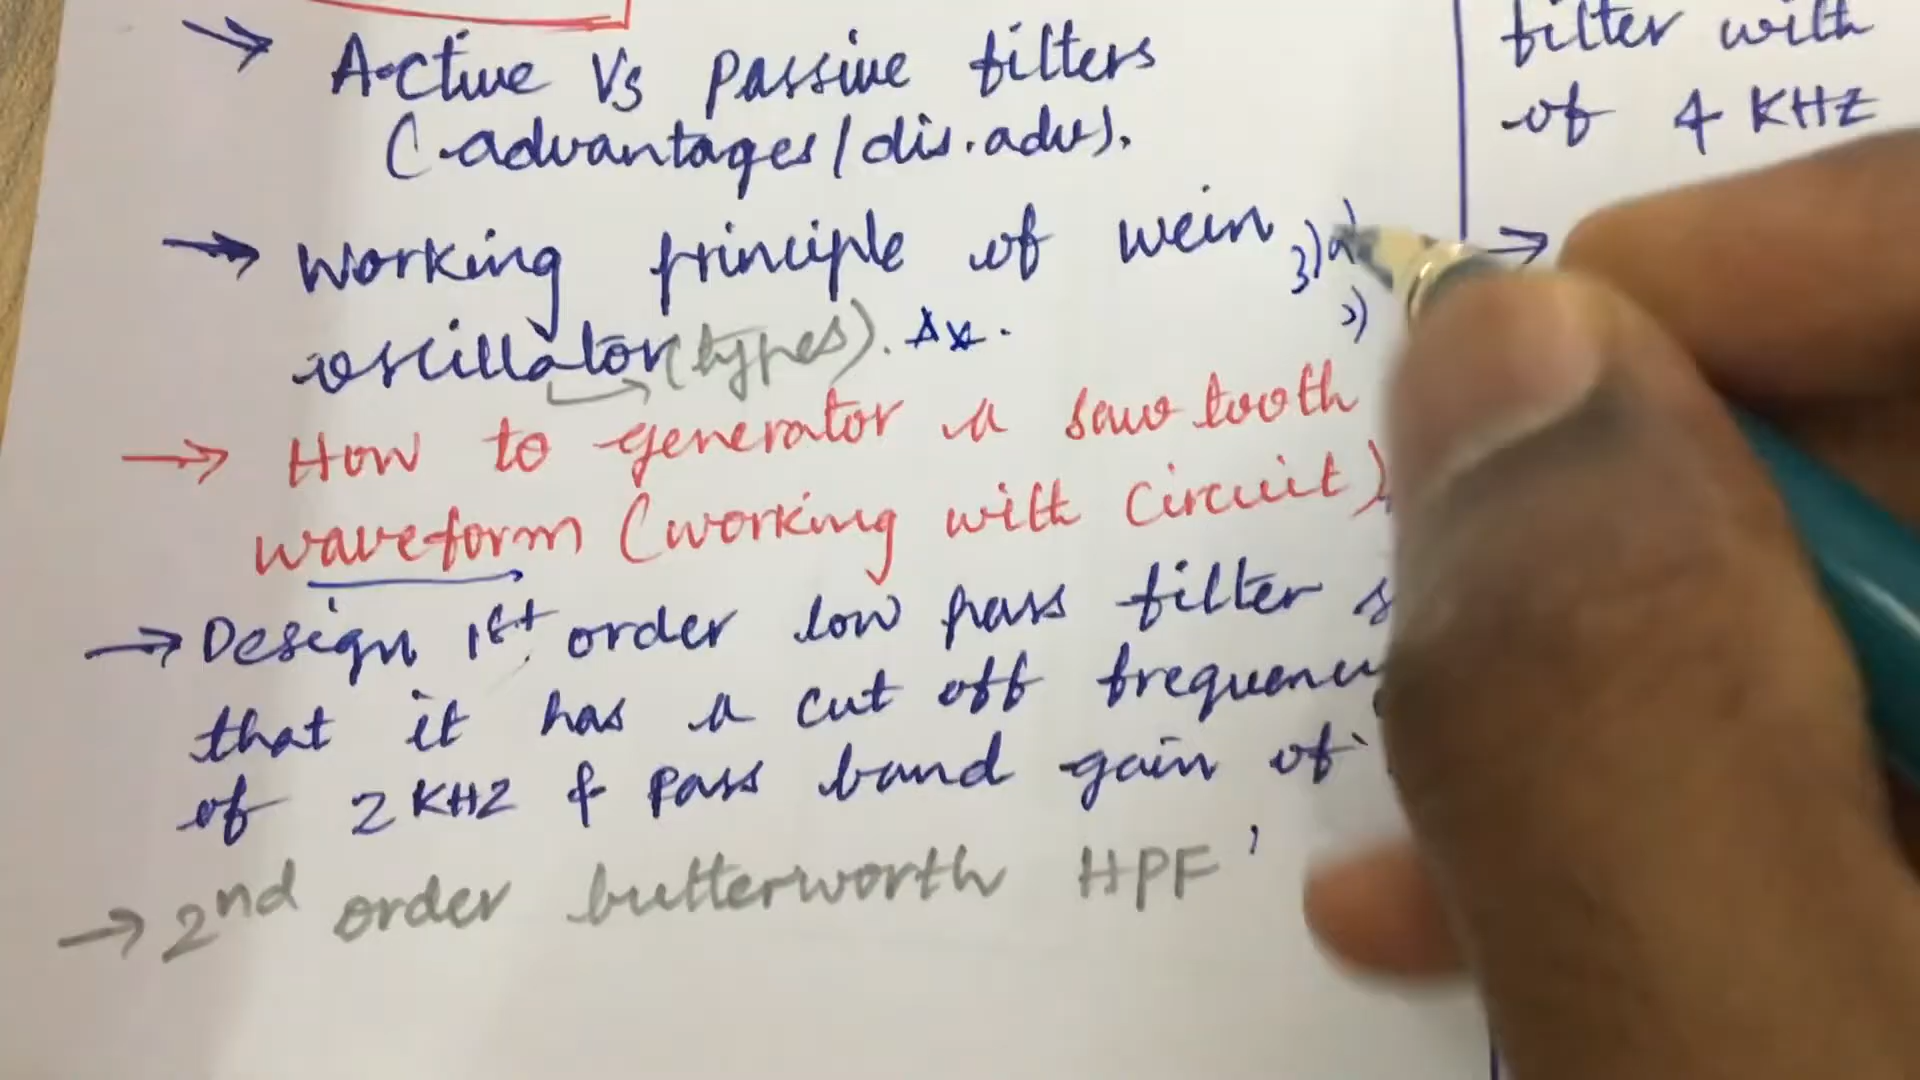 → Active Vs passive filters
(advantages/dis.adv).
→ Working principle of wein
oscillator (types).
→ How to generator a saw tooth
waveform (working with circuit)
→ Design 1st order low pass filter
that it has a cut off
of 2 KHZ & pass band gain of
→ 2nd order butterworth HPF
3) a)
filter with
of 4 KHZ
→